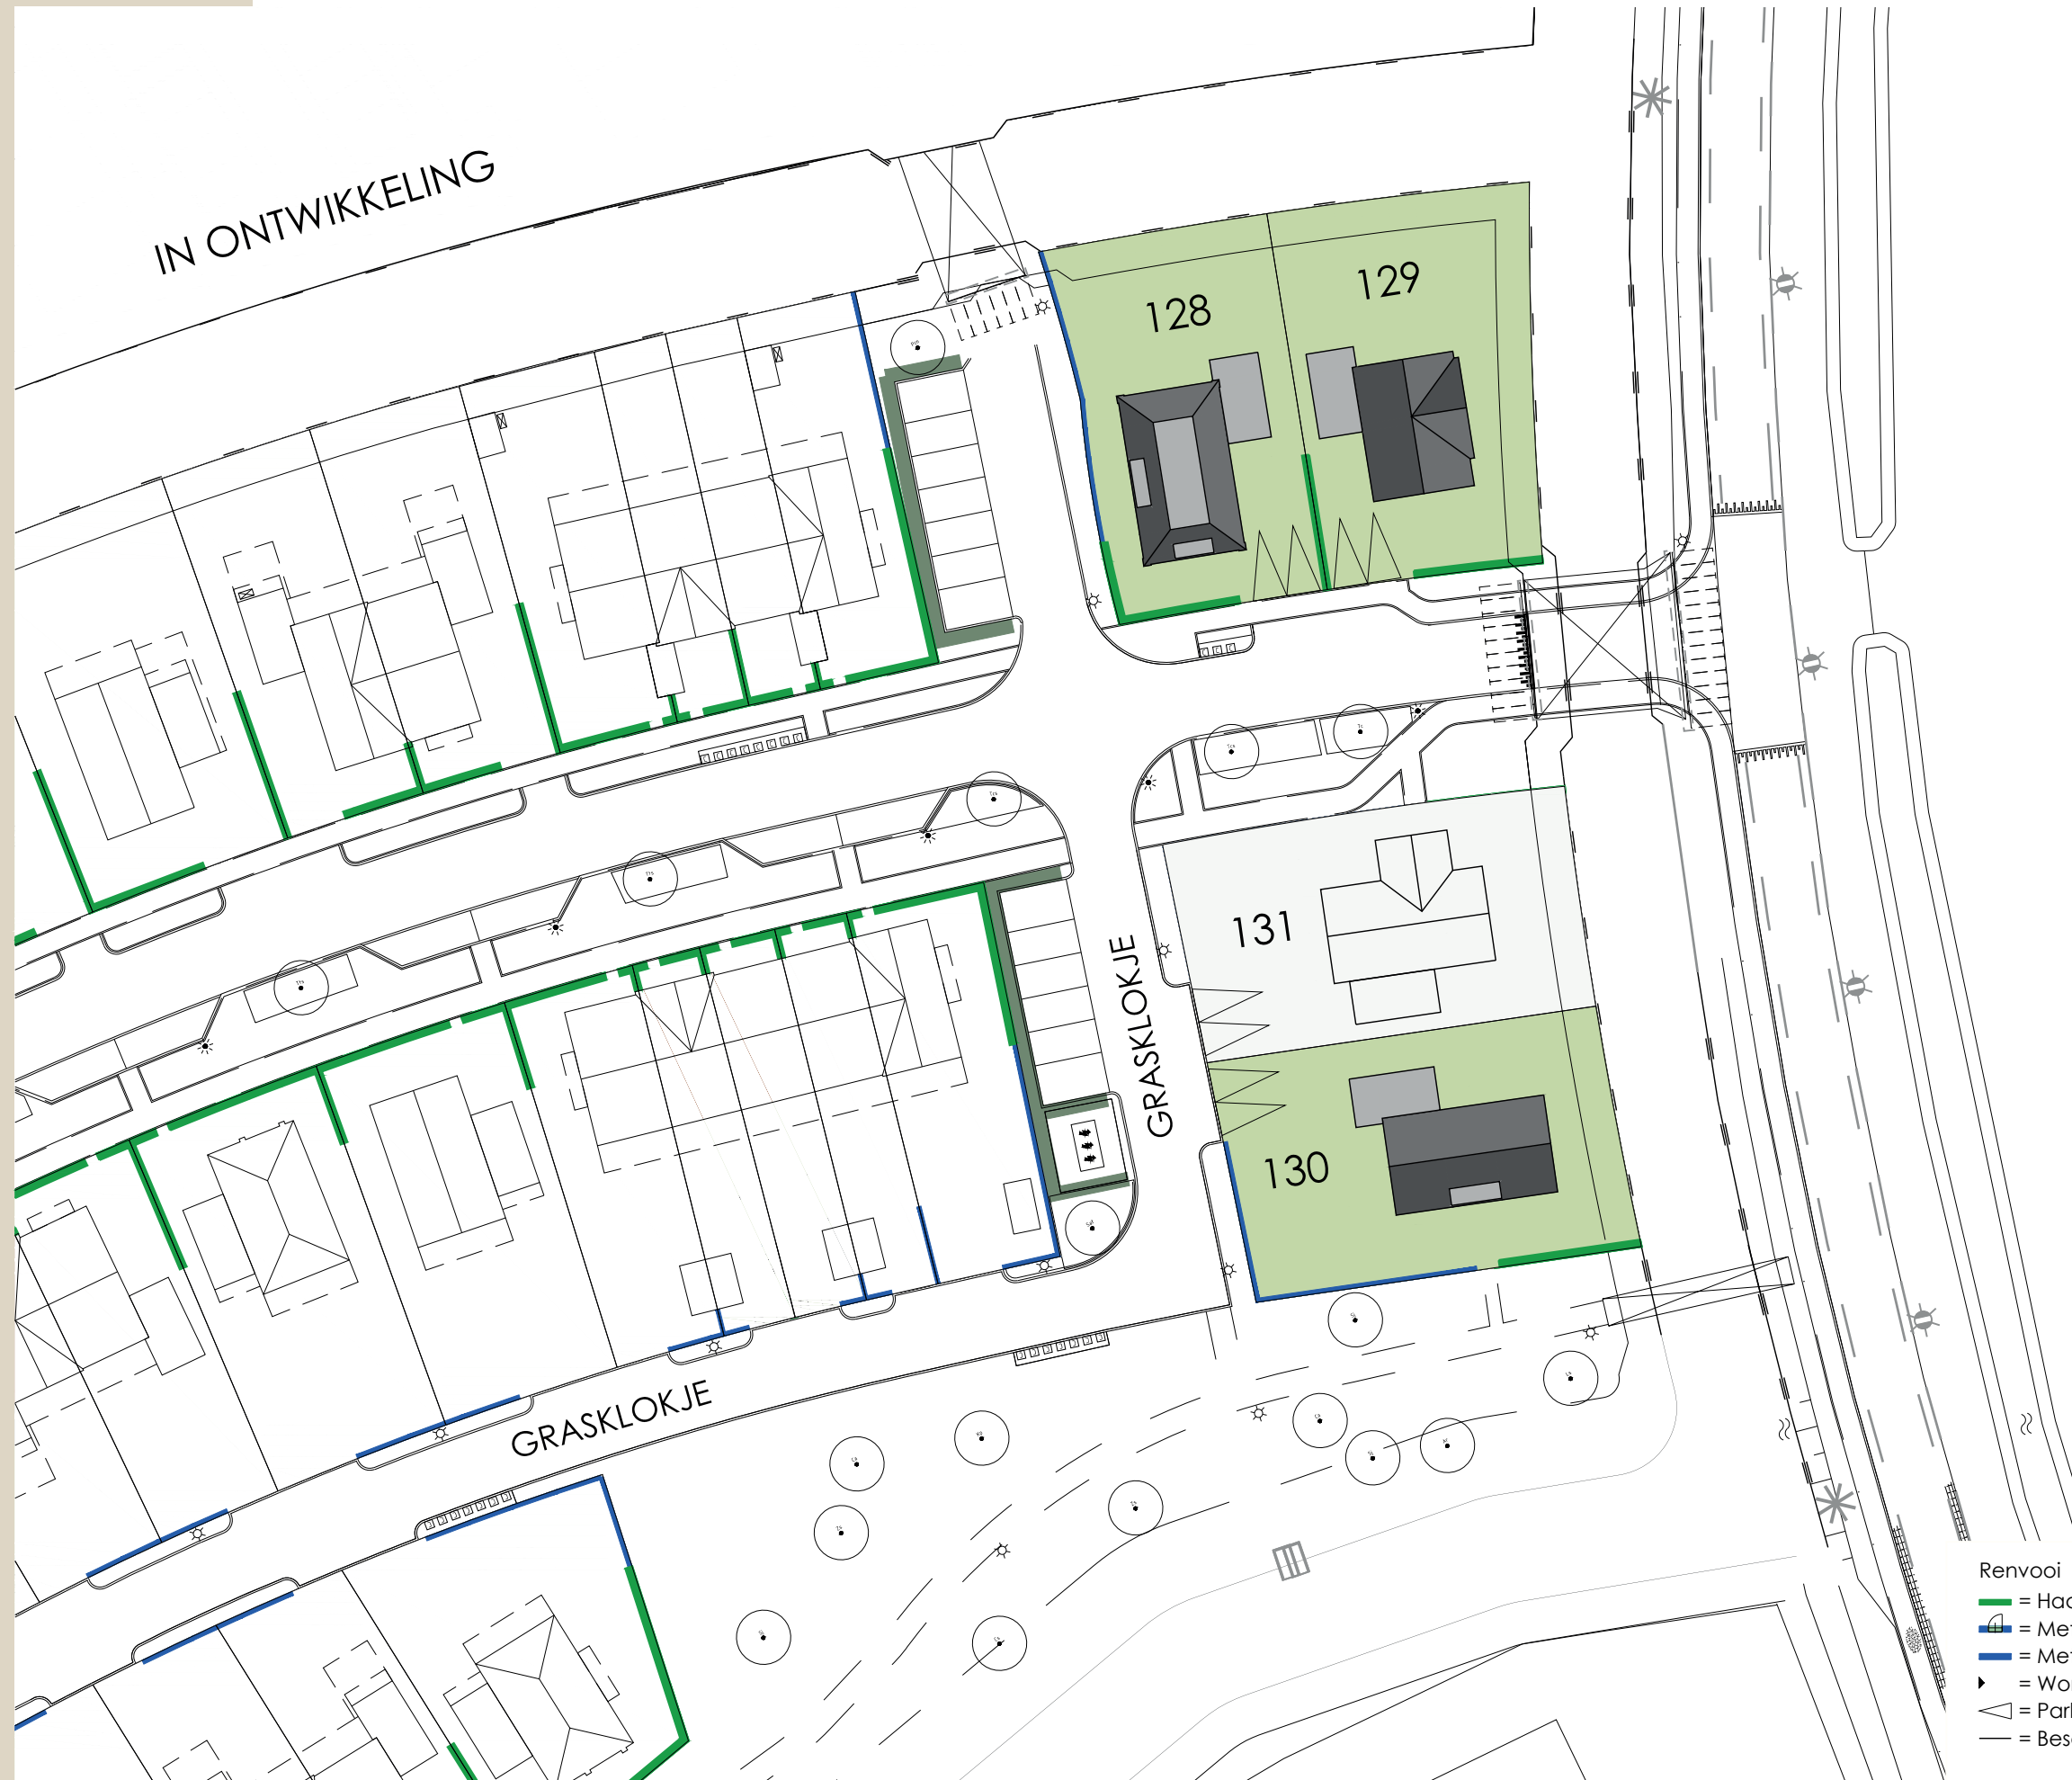 IN ONTWIKKELING
128
129
131
GRASKLOKJE
130
GRASKLOKJE
Renvooi
= Ha
= Me
= Me
= Wo
= Par
= Bes